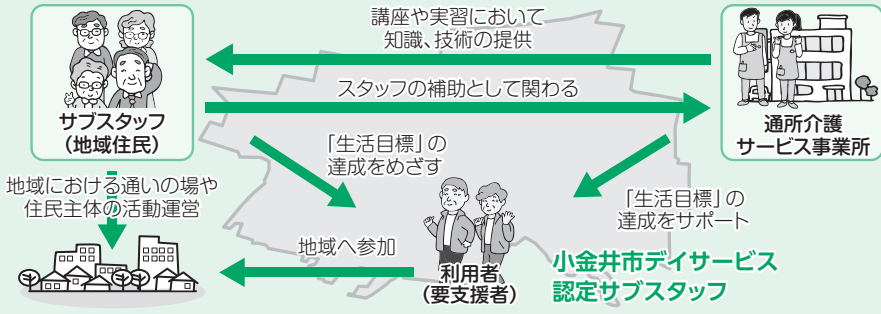 講座や実習において
知識、技術の提供
スタッフの補助として関わる
サブスタッフ
(地域住民)
通所介護
サービス事業所
「生活目標」の
達成をめざす
地域における通いの場や
住民主体の活動運営
「生活目標」の
達成をサポート
地域へ参加
利用者
(要支援者)
小金井市デイサービス
認定サブスタッフ